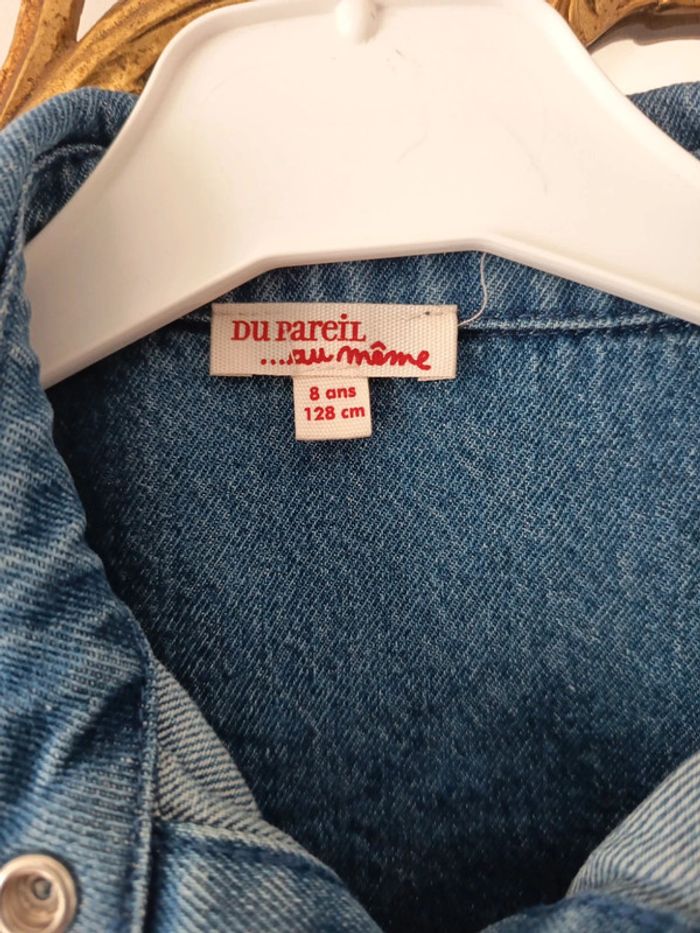 DU PAREIL
....au même
8 ans
128 cm